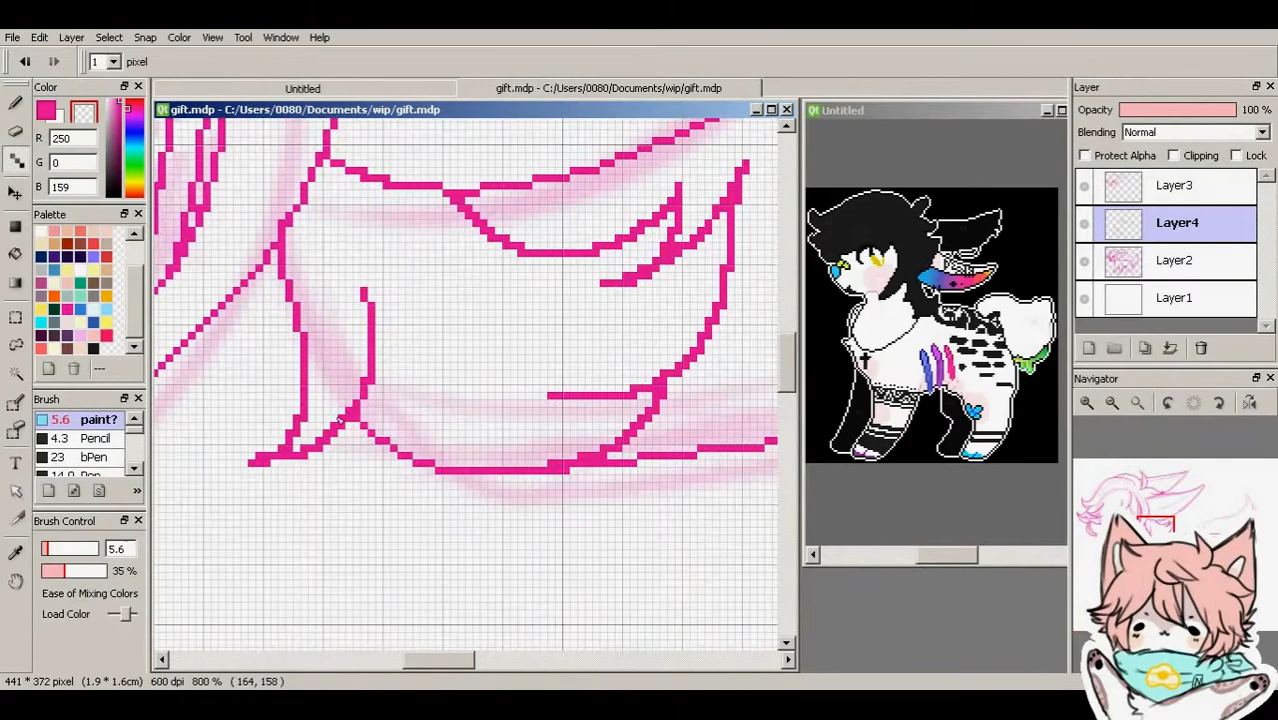 File Edit Layer Select Snap Color View Tool Window Help
1 pixel
Color
R 250
G 0
B 159
Palette
---
Brush
5.6 paint?
4.3 Pencil
23 bPen
Brush Control
5.6
35 %
Ease of Mixing Colors
Load Color
Untitled
gift.mdp - C:/Users/0080/Documents/wip/gift.mdp
Qt gift.mdp - C:/Users/0080/Documents/wip/gift.mdp
Qt Untitled
Layer
Opacity 100 %
Blending Normal
Protect Alpha Clipping Lock
Layer3
Layer4
Layer2
Layer1
Navigator
441 * 372 pixel (1.9 * 1.6cm) 600 dpi 800 % ( 164, 158 )